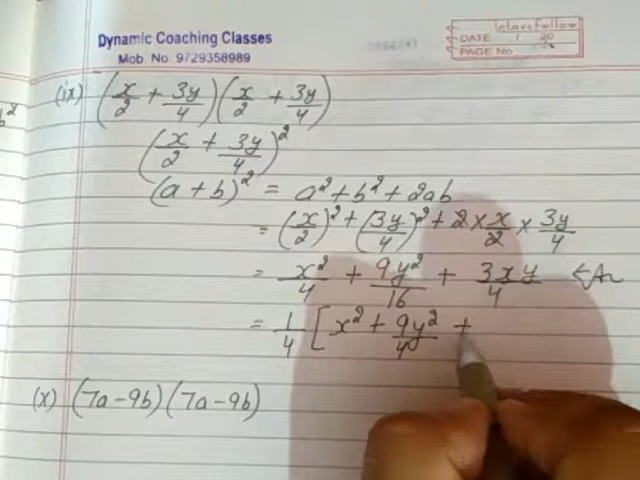 Dynamic Coaching Classes
Mob. No. 9729358989
classfellow
DATE
PAGE No
b²
(ix) (x/2 + 3y/4)(x/2 + 3y/4)
(x/2 + 3y/4)²
(a + b)² = a² + b² + 2ab
= (x/2)² + (3y/4)² + 2 × x/2 × 3y/4
= x²/4 + 9y²/16 + 3xy/4
= 1/4 [x² + 9y²/4 +
(x) (7a - 9b)(7a - 9b)